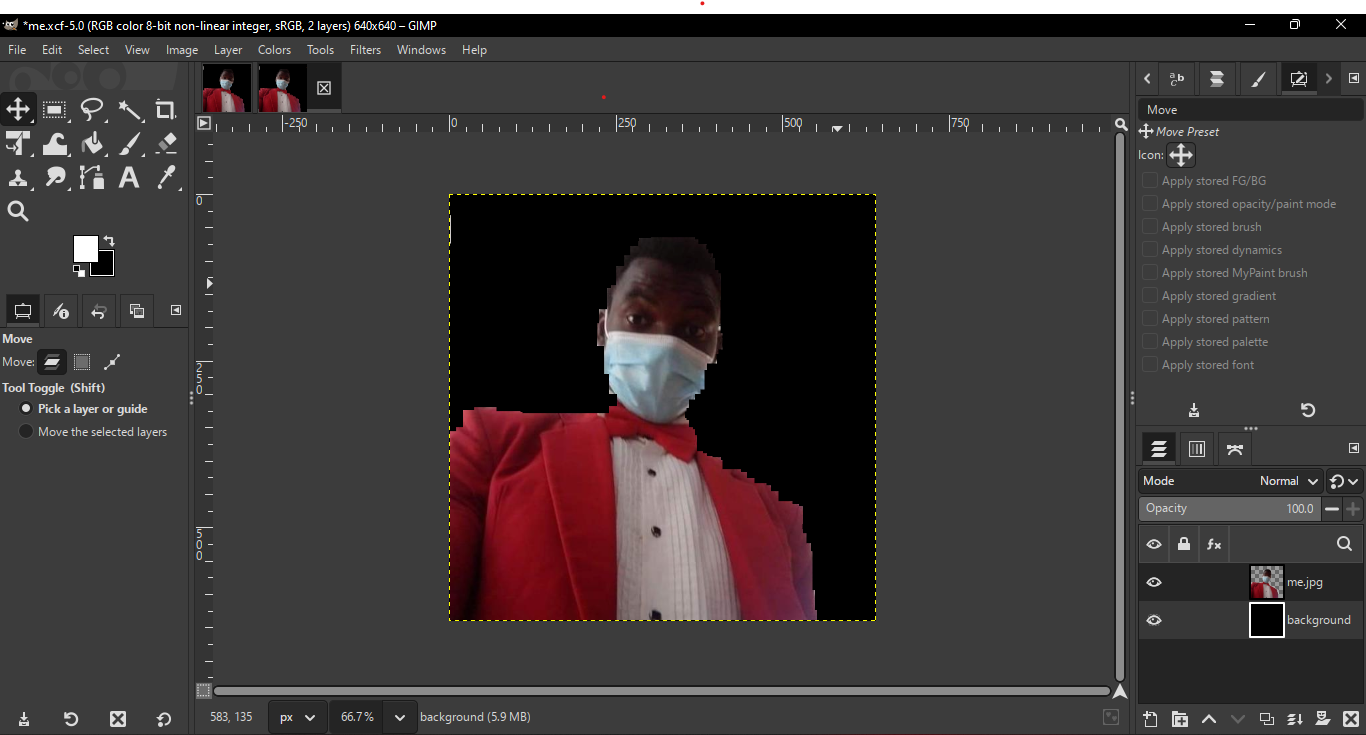 *me.xcf-5.0 (RGB color 8-bit non-linear integer, sRGB, 2 layers) 640x640 – GIMP
File Edit Select View Image Layer Colors Tools Filters Windows Help
-250 0 250 500 750
0
250
500
Move
Move:
Tool Toggle (Shift)
Pick a layer or guide
Move the selected layers
583, 135 px 66.7% background (5.9 MB)
Move
Move Preset
Icon:
Apply stored FG/BG
Apply stored opacity/paint mode
Apply stored brush
Apply stored dynamics
Apply stored MyPaint brush
Apply stored gradient
Apply stored pattern
Apply stored palette
Apply stored font
Mode Normal
Opacity 100.0
me.jpg
background